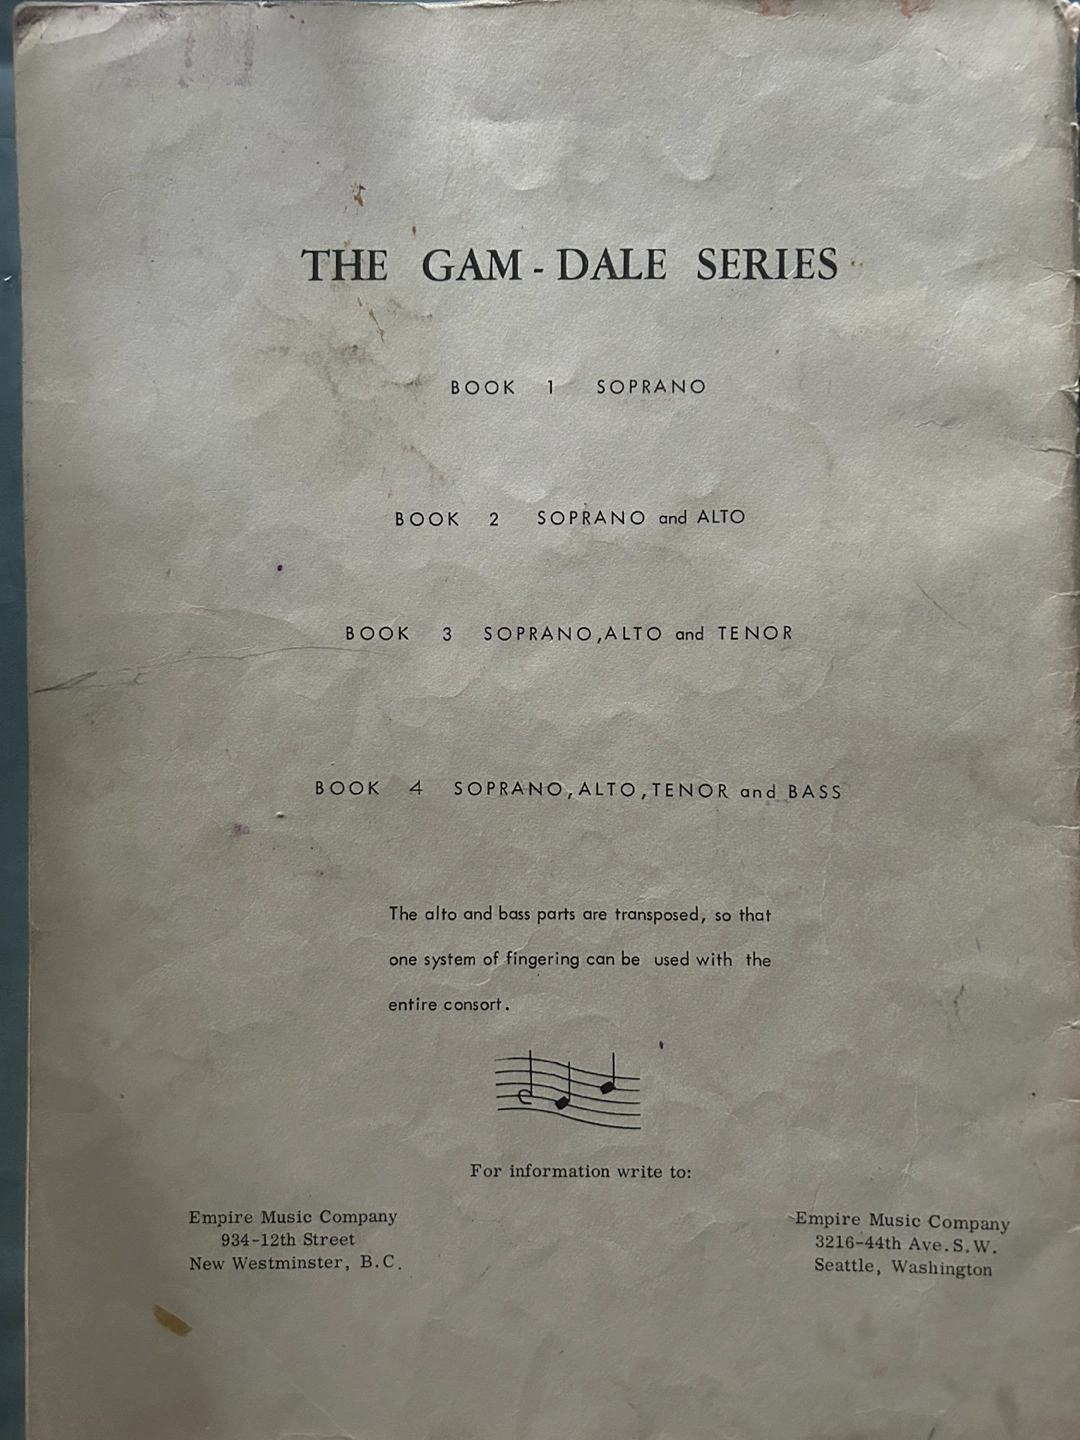 THE GAM - DALE SERIES
BOOK 1 SOPRANO
BOOK 2 SOPRANO and ALTO
BOOK 3 SOPRANO, ALTO and TENOR
BOOK 4 SOPRANO, ALTO, TENOR and BASS
The alto and bass parts are transposed, so that
one system of fingering can be used with the
entire consort.
For information write to:
Empire Music Company
934-12th Street
New Westminster, B.C.
Empire Music Company
3216-44th Ave. S.W.
Seattle, Washington